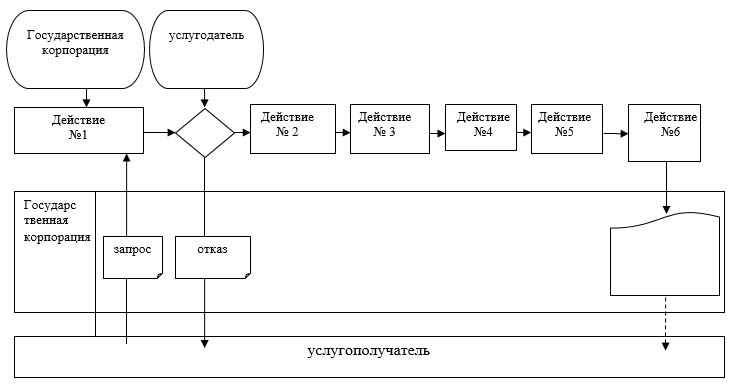 Государственная
корпорация
услугодатель
Действие
№1
Действие
№ 2
Действие
№ 3
Действие
№4
Действие
№5
Действие
№6
Государс
твенная
корпорация
запрос
отказ
услугополучатель